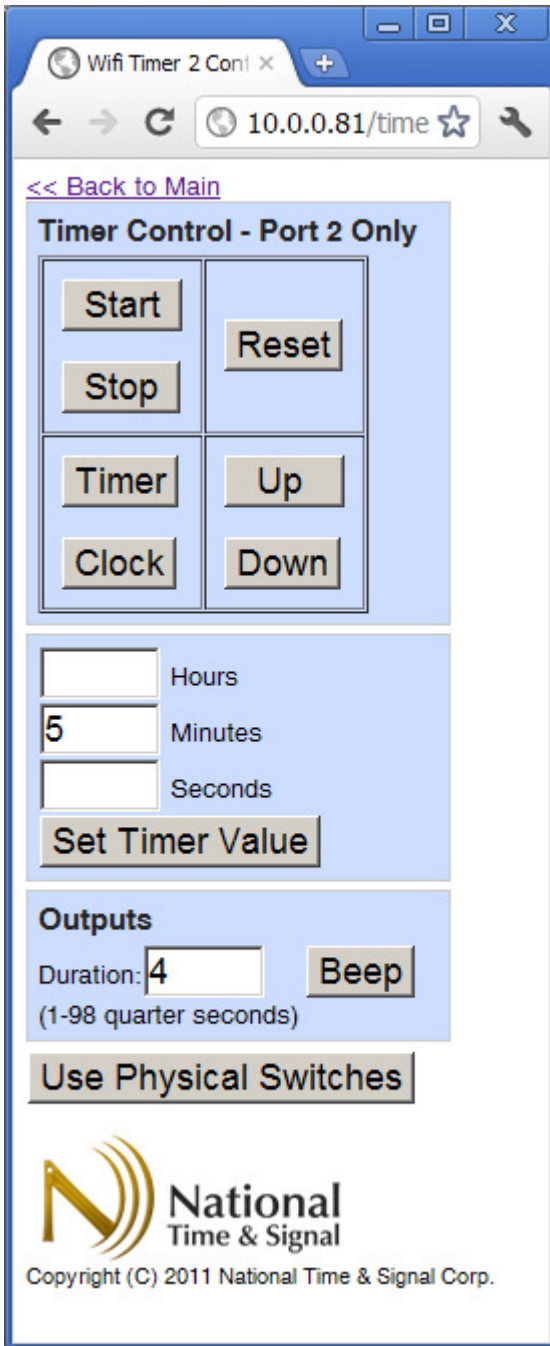 Wifi Timer 2 Cont
10.0.0.81/time
<< Back to Main
Timer Control - Port 2 Only
Start
Stop
Reset
Timer
Clock
Up
Down
Hours
5 Minutes
Seconds
Set Timer Value
Outputs
Duration: 4 Beep
(1-98 quarter seconds)
Use Physical Switches
National
Time & Signal
Copyright (C) 2011 National Time & Signal Corp.